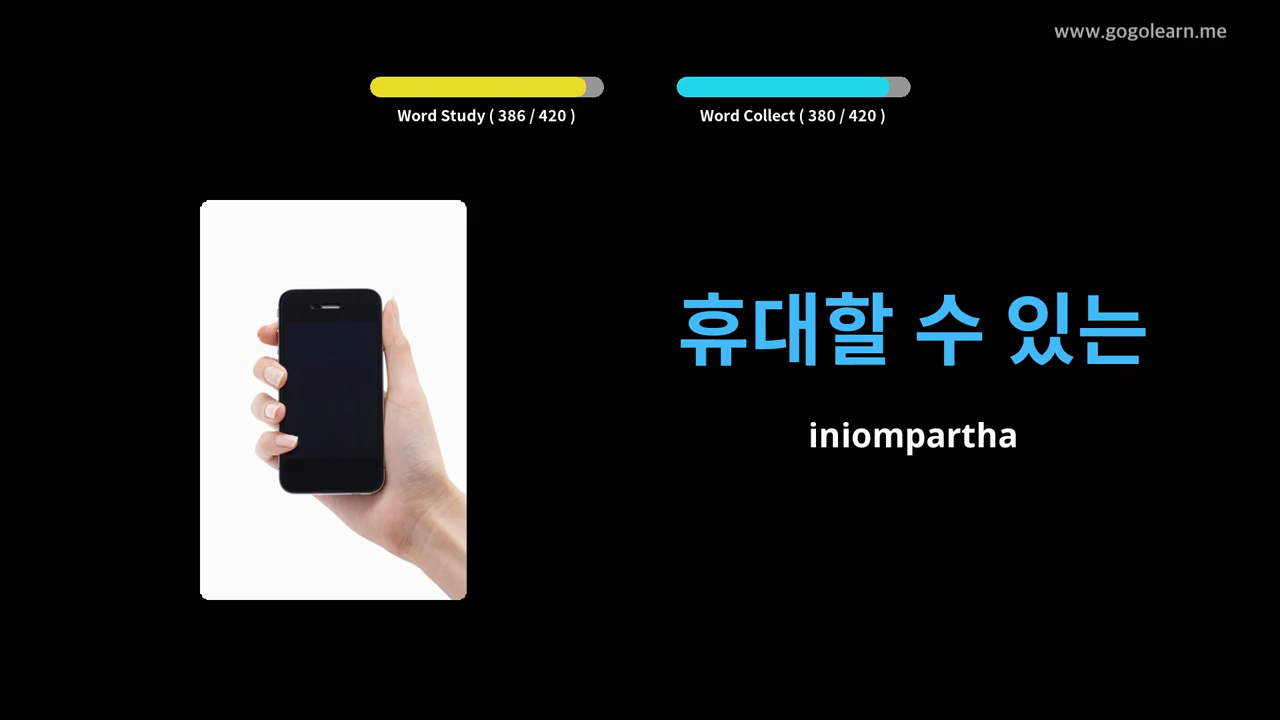 www.gogolearn.me
Word Study ( 386 / 420 )
Word Collect ( 380 / 420 )
휴대할 수 있는
iniompartha